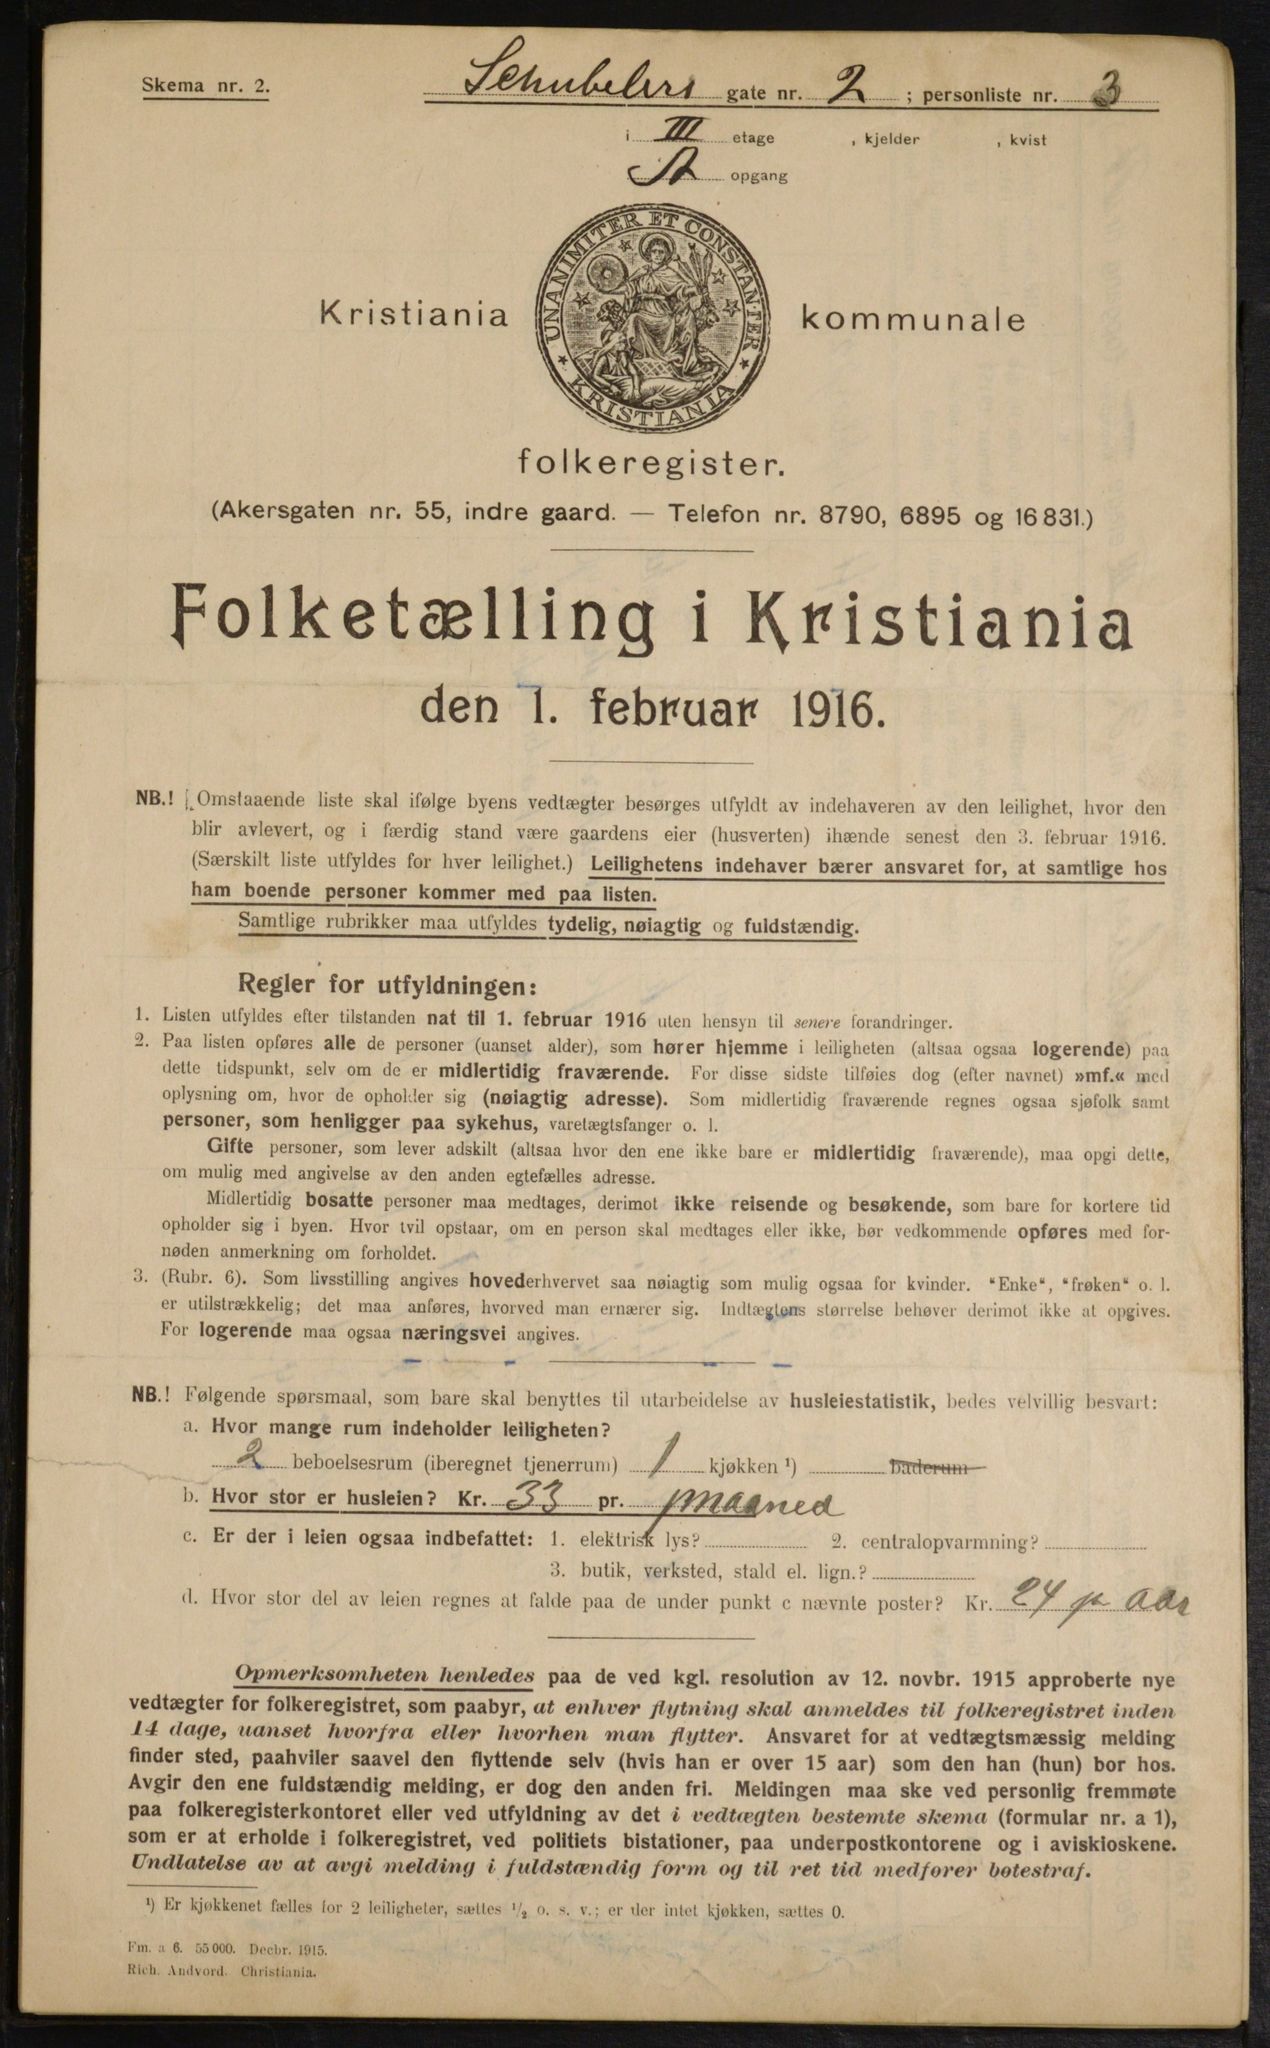 Skema nr. 2.
Schubelers gate nr. 2 ; personliste nr. 3
i III etage , kjelder , kvist
A opgang
UNANIMITER ET CONSTANTER
★ KRISTIANIA ★
Kristiania kommunale
folkeregister.
(Akersgaten nr. 55, indre gaard. — Telefon nr. 8790, 6895 og 16831.)
Folketælling i Kristiania
den 1. februar 1916.
NB.! Omstaaende liste skal ifølge byens vedtægter besørges utfyldt av indehaveren av den leilighet, hvor den
blir avlevert, og i færdig stand være gaardens eier (husverten) ihænde senest den 3. februar 1916.
(Særskilt liste utfyldes for hver leilighet.) Leilighetens indehaver bærer ansvaret for, at samtlige hos
ham boende personer kommer med paa listen.
Samtlige rubrikker maa utfyldes tydelig, nøiagtig og fuldstændig.
Regler for utfyldningen:
1. Listen utfyldes efter tilstanden nat til 1. februar 1916 uten hensyn til senere forandringer.
2. Paa listen opføres alle de personer (uanset alder), som hører hjemme i leiligheten (altsaa ogsaa logerende) paa
dette tidspunkt, selv om de er midlertidig fraværende. For disse sidste tilføies dog (efter navnet) »mf.« med
oplysning om, hvor de opholder sig (nøiagtig adresse). Som midlertidig fraværende regnes ogsaa sjøfolk samt
personer, som henligger paa sykehus, varetægtsfanger o. l.
Gifte personer, som lever adskilt (altsaa hvor den ene ikke bare er midlertidig fraværende), maa opgi dette,
om mulig med angivelse av den anden egtefælles adresse.
Midlertidig bosatte personer maa medtages, derimot ikke reisende og besøkende, som bare for kortere tid
opholder sig i byen. Hvor tvil opstaar, om en person skal medtages eller ikke, bør vedkommende opføres med for-
nøden anmerkning om forholdet.
3. (Rubr. 6). Som livsstilling angives hovederhvervet saa nøiagtig som mulig ogsaa for kvinder. "Enke", "frøken" o. l.
er utilstrækkelig; det maa anføres, hvorved man ernærer sig. Indtægtens størrelse behøver derimot ikke at opgives.
For logerende maa ogsaa næringsvei angives.
NB.! Følgende spørsmaal, som bare skal benyttes til utarbeidelse av husleiestatistik, bedes velvillig besvart:
a. Hvor mange rum indeholder leiligheten?
2 beboelsesrum (iberegnet tjenerrum) 1 kjøkken ¹) baderum
b. Hvor stor er husleien? Kr. 33 pr. maaned
c. Er der i leien ogsaa indbefattet: 1. elektrisk lys? 2. centralopvarmning?
3. butik, verksted, stald el. lign.?
d. Hvor stor del av leien regnes at falde paa de under punkt c nævnte poster? Kr. 24 pr aar
Opmerksomheten henledes paa de ved kgl. resolution av 12. novbr. 1915 approberte nye
vedtægter for folkeregistret, som paabyr, at enhver flytning skal anmeldes til folkeregistret inden
14 dage, uanset hvorfra eller hvorhen man flytter. Ansvaret for at vedtægtsmæssig melding
finder sted, paahviler saavel den flyttende selv (hvis han er over 15 aar) som den han (hun) bor hos.
Avgir den ene fuldstændig melding, er dog den anden fri. Meldingen maa ske ved personlig fremmøte
paa folkeregisterkontoret eller ved utfyldning av det i vedtægten bestemte skema (formular nr. a 1),
som er at erholde i folkeregistret, ved politiets bistationer, paa underpostkontorene og i aviskioskene.
Undlatelse av at avgi melding i fuldstændig form og til ret tid medfører bøtestraf.
¹) Er kjøkkenet fælles for 2 leiligheter, sættes ½ o. s. v.; er der intet kjøkken, sættes 0.
Fm. a 6. 55000. Decbr. 1915.
Rich. Andvord. Christiania.